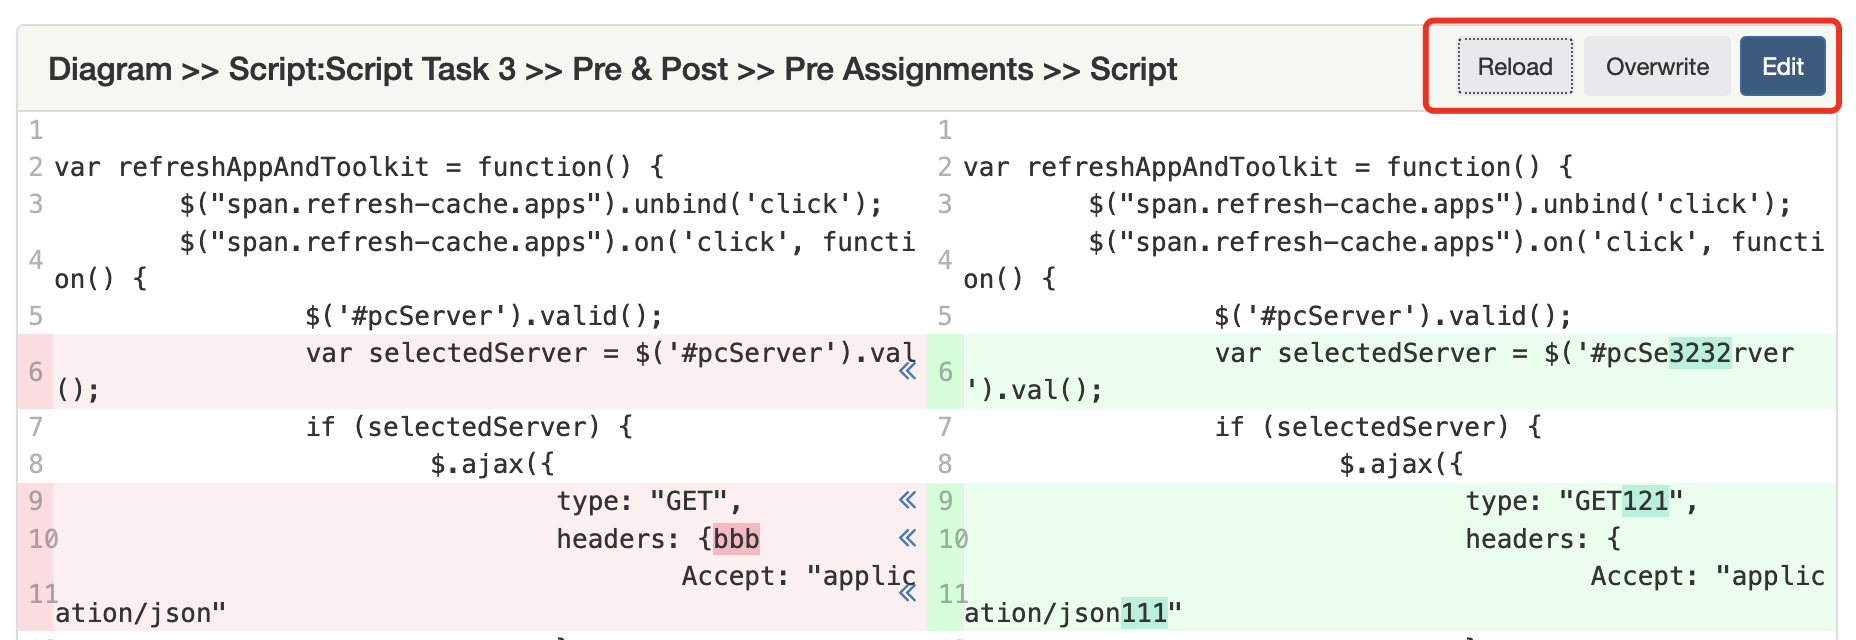 Diagram >> Script:Script Task 3 >> Pre & Post >> Pre Assignments >> Script
Reload Overwrite Edit
1
2 var refreshAppAndToolkit = function() {
3 $("span.refresh-cache.apps").unbind('click');
4 $("span.refresh-cache.apps").on('click', functi
on() {
5 $('#pcServer').valid();
6 var selectedServer = $('#pcServer').val
();
7 if (selectedServer) {
8 $.ajax({
9 type: "GET",
10 headers: {bbb
11 Accept: "applic
ation/json"
1
2 var refreshAppAndToolkit = function() {
3 $("span.refresh-cache.apps").unbind('click');
4 $("span.refresh-cache.apps").on('click', functi
on() {
5 $('#pcServer').valid();
6 var selectedServer = $('#pcSe3232rver
').val();
7 if (selectedServer) {
8 $.ajax({
9 type: "GET121",
10 headers: {
11 Accept: "applic
ation/json111"